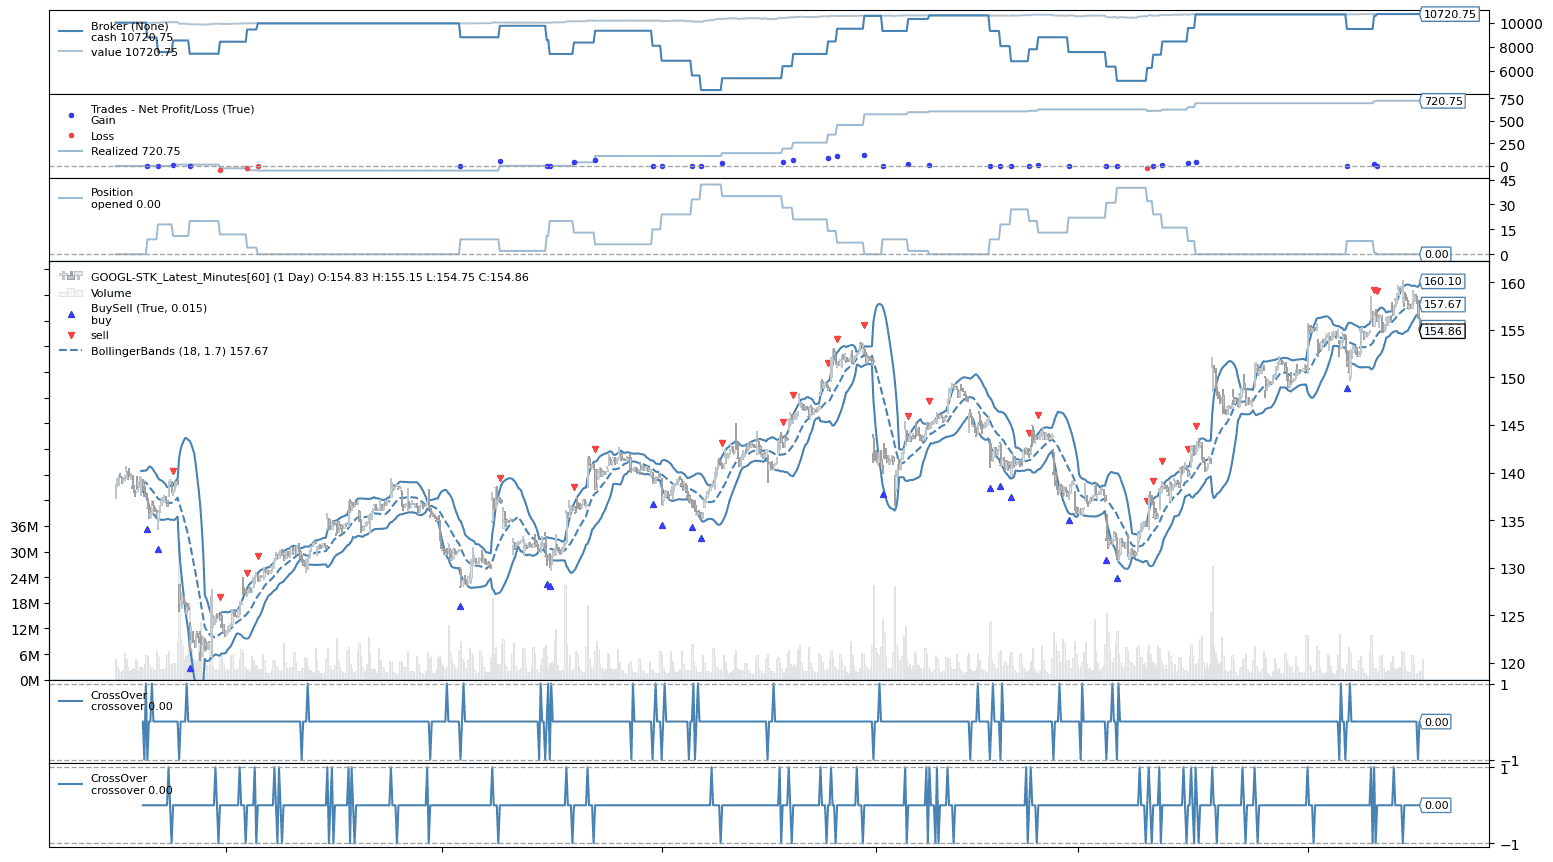 Broker (None)
cash 10720.75
value 10720.75
10720.75
10000
8000
6000
Trades - Net Profit/Loss (True)
Gain
Loss
Realized 720.75
720.75
750
500
250
0
Position
opened 0.00
45
30
15
0
0.00
GOOGL-STK_Latest_Minutes[60] (1 Day) O:154.83 H:155.15 L:154.75 C:154.86
Volume
BuySell (True, 0.015)
buy
sell
BollingerBands (18, 1.7) 157.67
160.10
157.67
154.86
160
155
150
145
140
135
130
125
120
36M
30M
24M
18M
12M
6M
0M
CrossOver
crossover 0.00
0.00
1
−1
CrossOver
crossover 0.00
0.00
1
−1